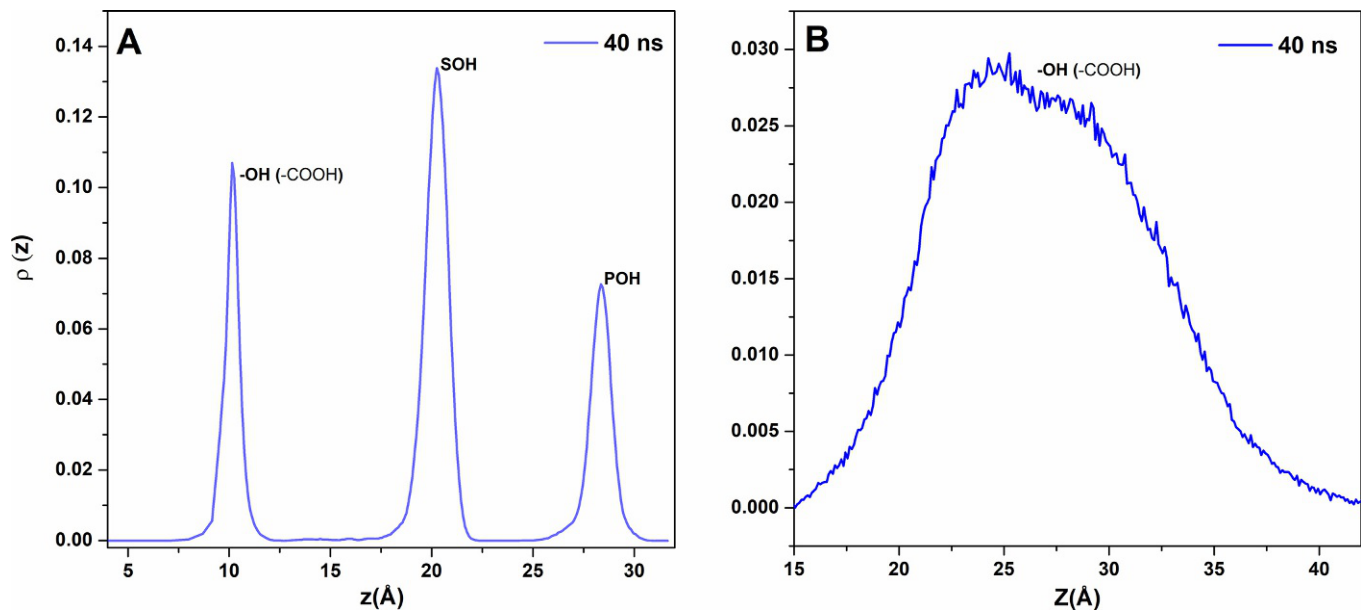 A
40 ns
SOH
-OH (-COOH)
POH
0.14
0.12
0.10
0.08
0.06
0.04
0.02
0.00
ρ (z)
5 10 15 20 25 30
z(Å)
B
40 ns
-OH (-COOH)
0.030
0.025
0.020
0.015
0.010
0.005
0.000
15 20 25 30 35 40
Z(Å)